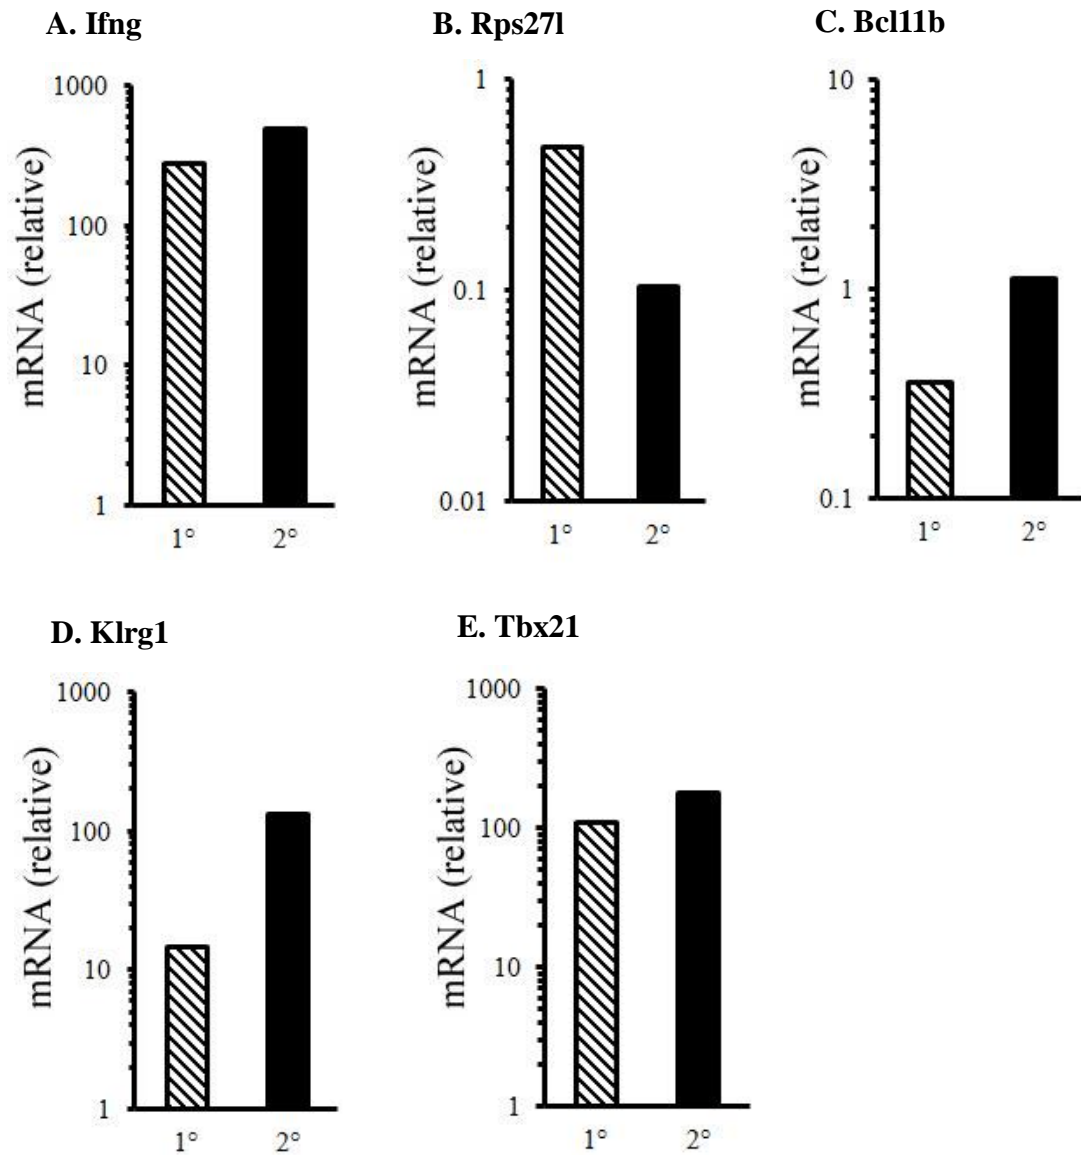 A. Ifng
B. Rps27l
C. Bcl11b
mRNA (relative)
1000
100
10
1
1°
2°
mRNA (relative)
1
0.1
0.01
1°
2°
mRNA (relative)
10
1
0.1
1°
2°
D. Klrg1
E. Tbx21
mRNA (relative)
1000
100
10
1
1°
2°
mRNA (relative)
1000
100
10
1
1°
2°